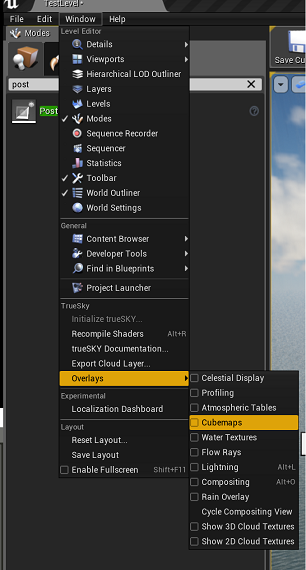 TestLevel•
File Edit Window Help
Modes
Level Editor
Details
Viewports
Hierarchical LOD Outliner
Layers
Levels
Modes
Sequence Recorder
Sequencer
Statistics
Toolbar
World Outliner
World Settings
General
Content Browser
Developer Tools
Find in Blueprints
Project Launcher
TrueSky
Initialize trueSKY...
Recompile Shaders Alt+R
trueSKY Documentation...
Export Cloud Layer...
Overlays
Experimental
Localization Dashboard
Layout
Reset Layout...
Save Layout
Enable Fullscreen Shift+F11
post
Post
Save Cu
Celestial Display
Profiling
Atmospheric Tables
Cubemaps
Water Textures
Flow Rays
Lightning Alt+L
Compositing Alt+O
Rain Overlay
Cycle Compositing View
Show 3D Cloud Textures
Show 2D Cloud Textures